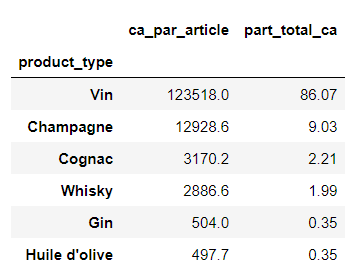 ca_par_article part_total_ca
product_type
Vin 123518.0 86.07
Champagne 12928.6 9.03
Cognac 3170.2 2.21
Whisky 2886.6 1.99
Gin 504.0 0.35
Huile d'olive 497.7 0.35